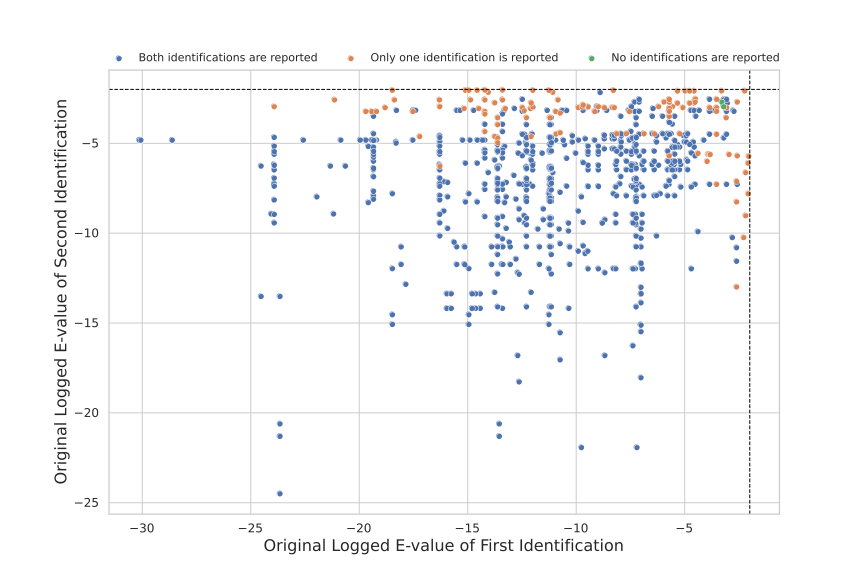 Both identifications are reported Only one identification is reported No identifications are reported
Original Logged E-value of Second Identification
−5
−10
−15
−20
−25
−30 −25 −20 −15 −10 −5
Original Logged E-value of First Identification